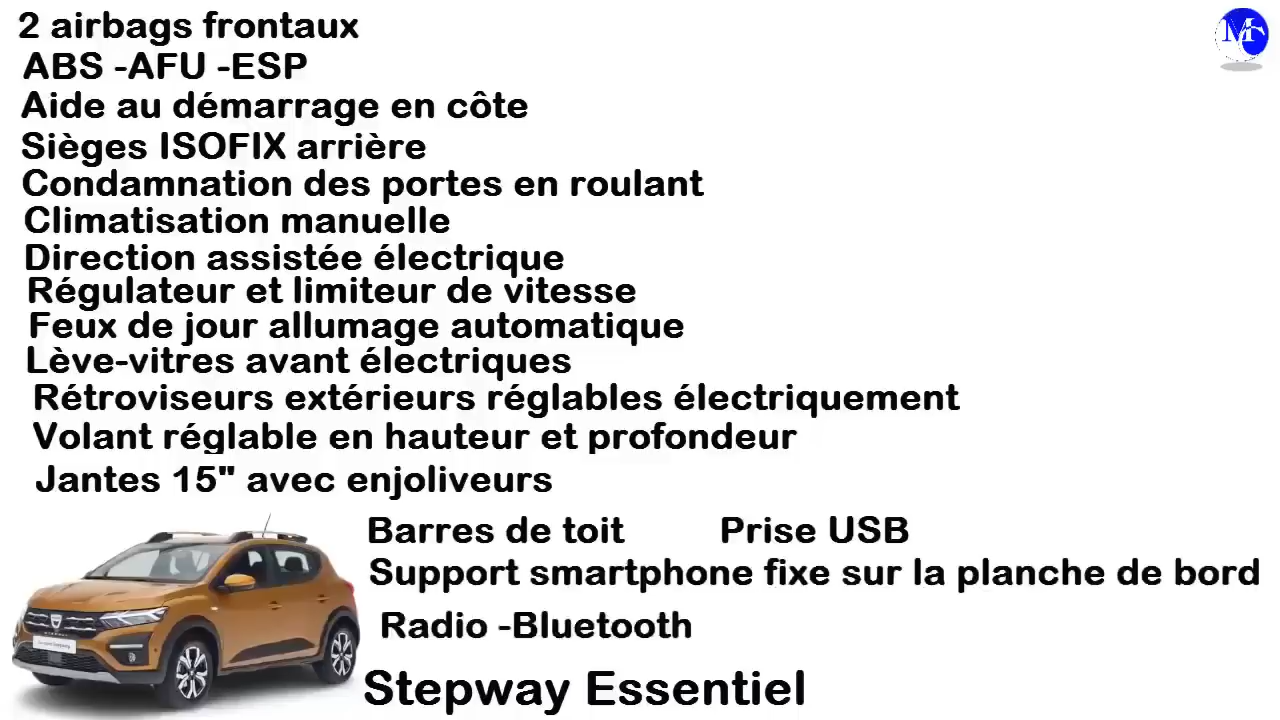 2 airbags frontaux
ABS -AFU -ESP
Aide au démarrage en côte
Sièges ISOFIX arrière
Condamnation des portes en roulant
Climatisation manuelle
Direction assistée électrique
Régulateur et limiteur de vitesse
Feux de jour allumage automatique
Lève-vitres avant électriques
Rétroviseurs extérieurs réglables électriquement
Volant réglable en hauteur et profondeur
Jantes 15" avec enjoliveurs
Barres de toit Prise USB
Support smartphone fixe sur la planche de bord
Radio -Bluetooth
Stepway Essentiel